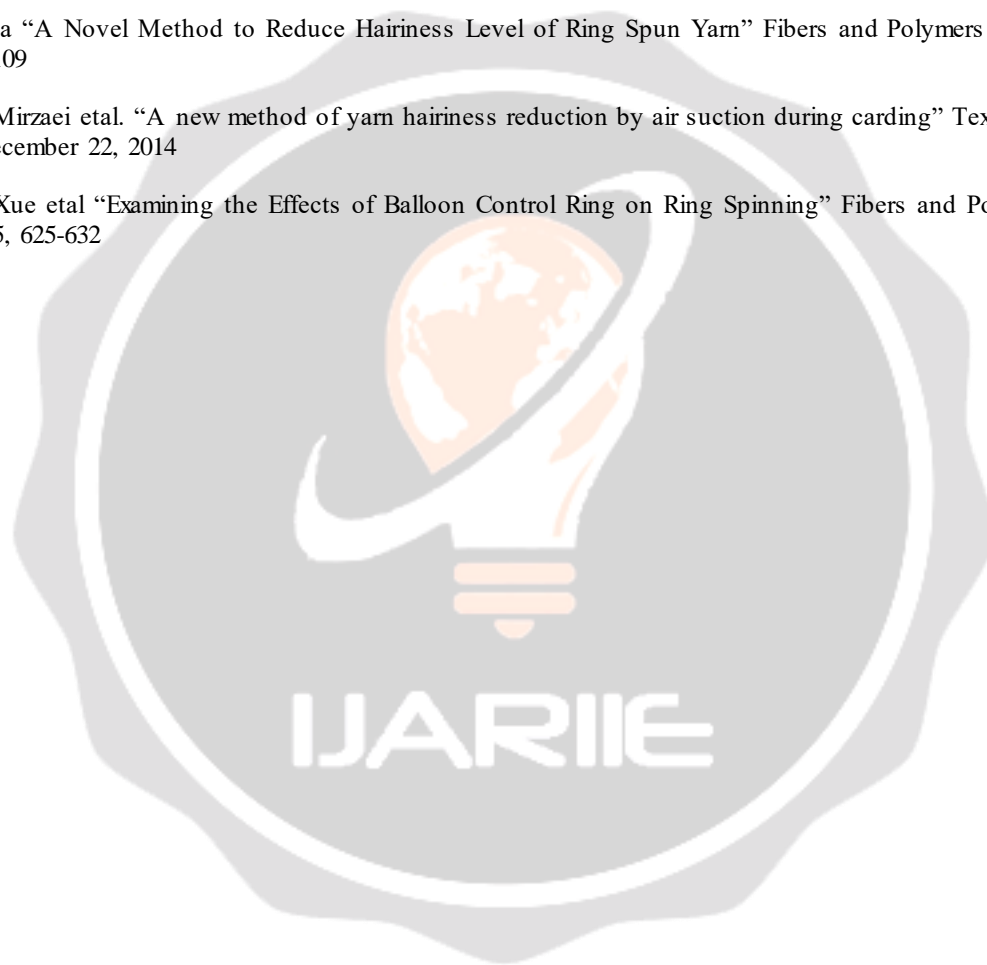 a “A Novel Method to Reduce Hairiness Level of Ring Spun Yarn” Fibers and Polymers
09
Mirzaei etal. “A new method of yarn hairiness reduction by air suction during carding” Tex
cember 22, 2014
Xue etal “Examining the Effects of Balloon Control Ring on Ring Spinning” Fibers and Po
5, 625-632
IJARIIE